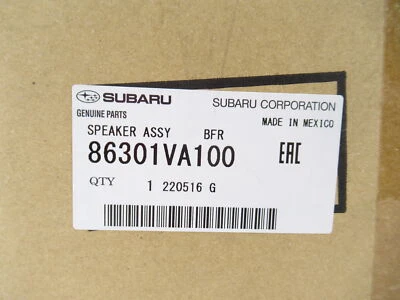 SUBARU
SUBARU CORPORATION
GENUINE PARTS
MADE IN MEXICO
SPEAKER ASSY BFR
86301VA100
EAC
QTY 1 220516 G